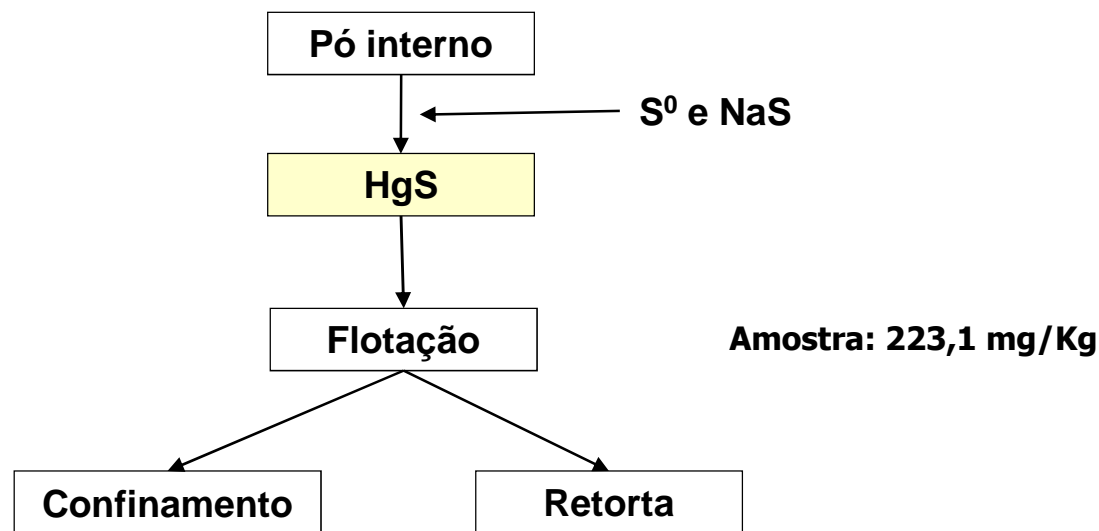 Pó interno
S⁰ e NaS
HgS
Flotação
Amostra: 223,1 mg/Kg
Confinamento
Retorta